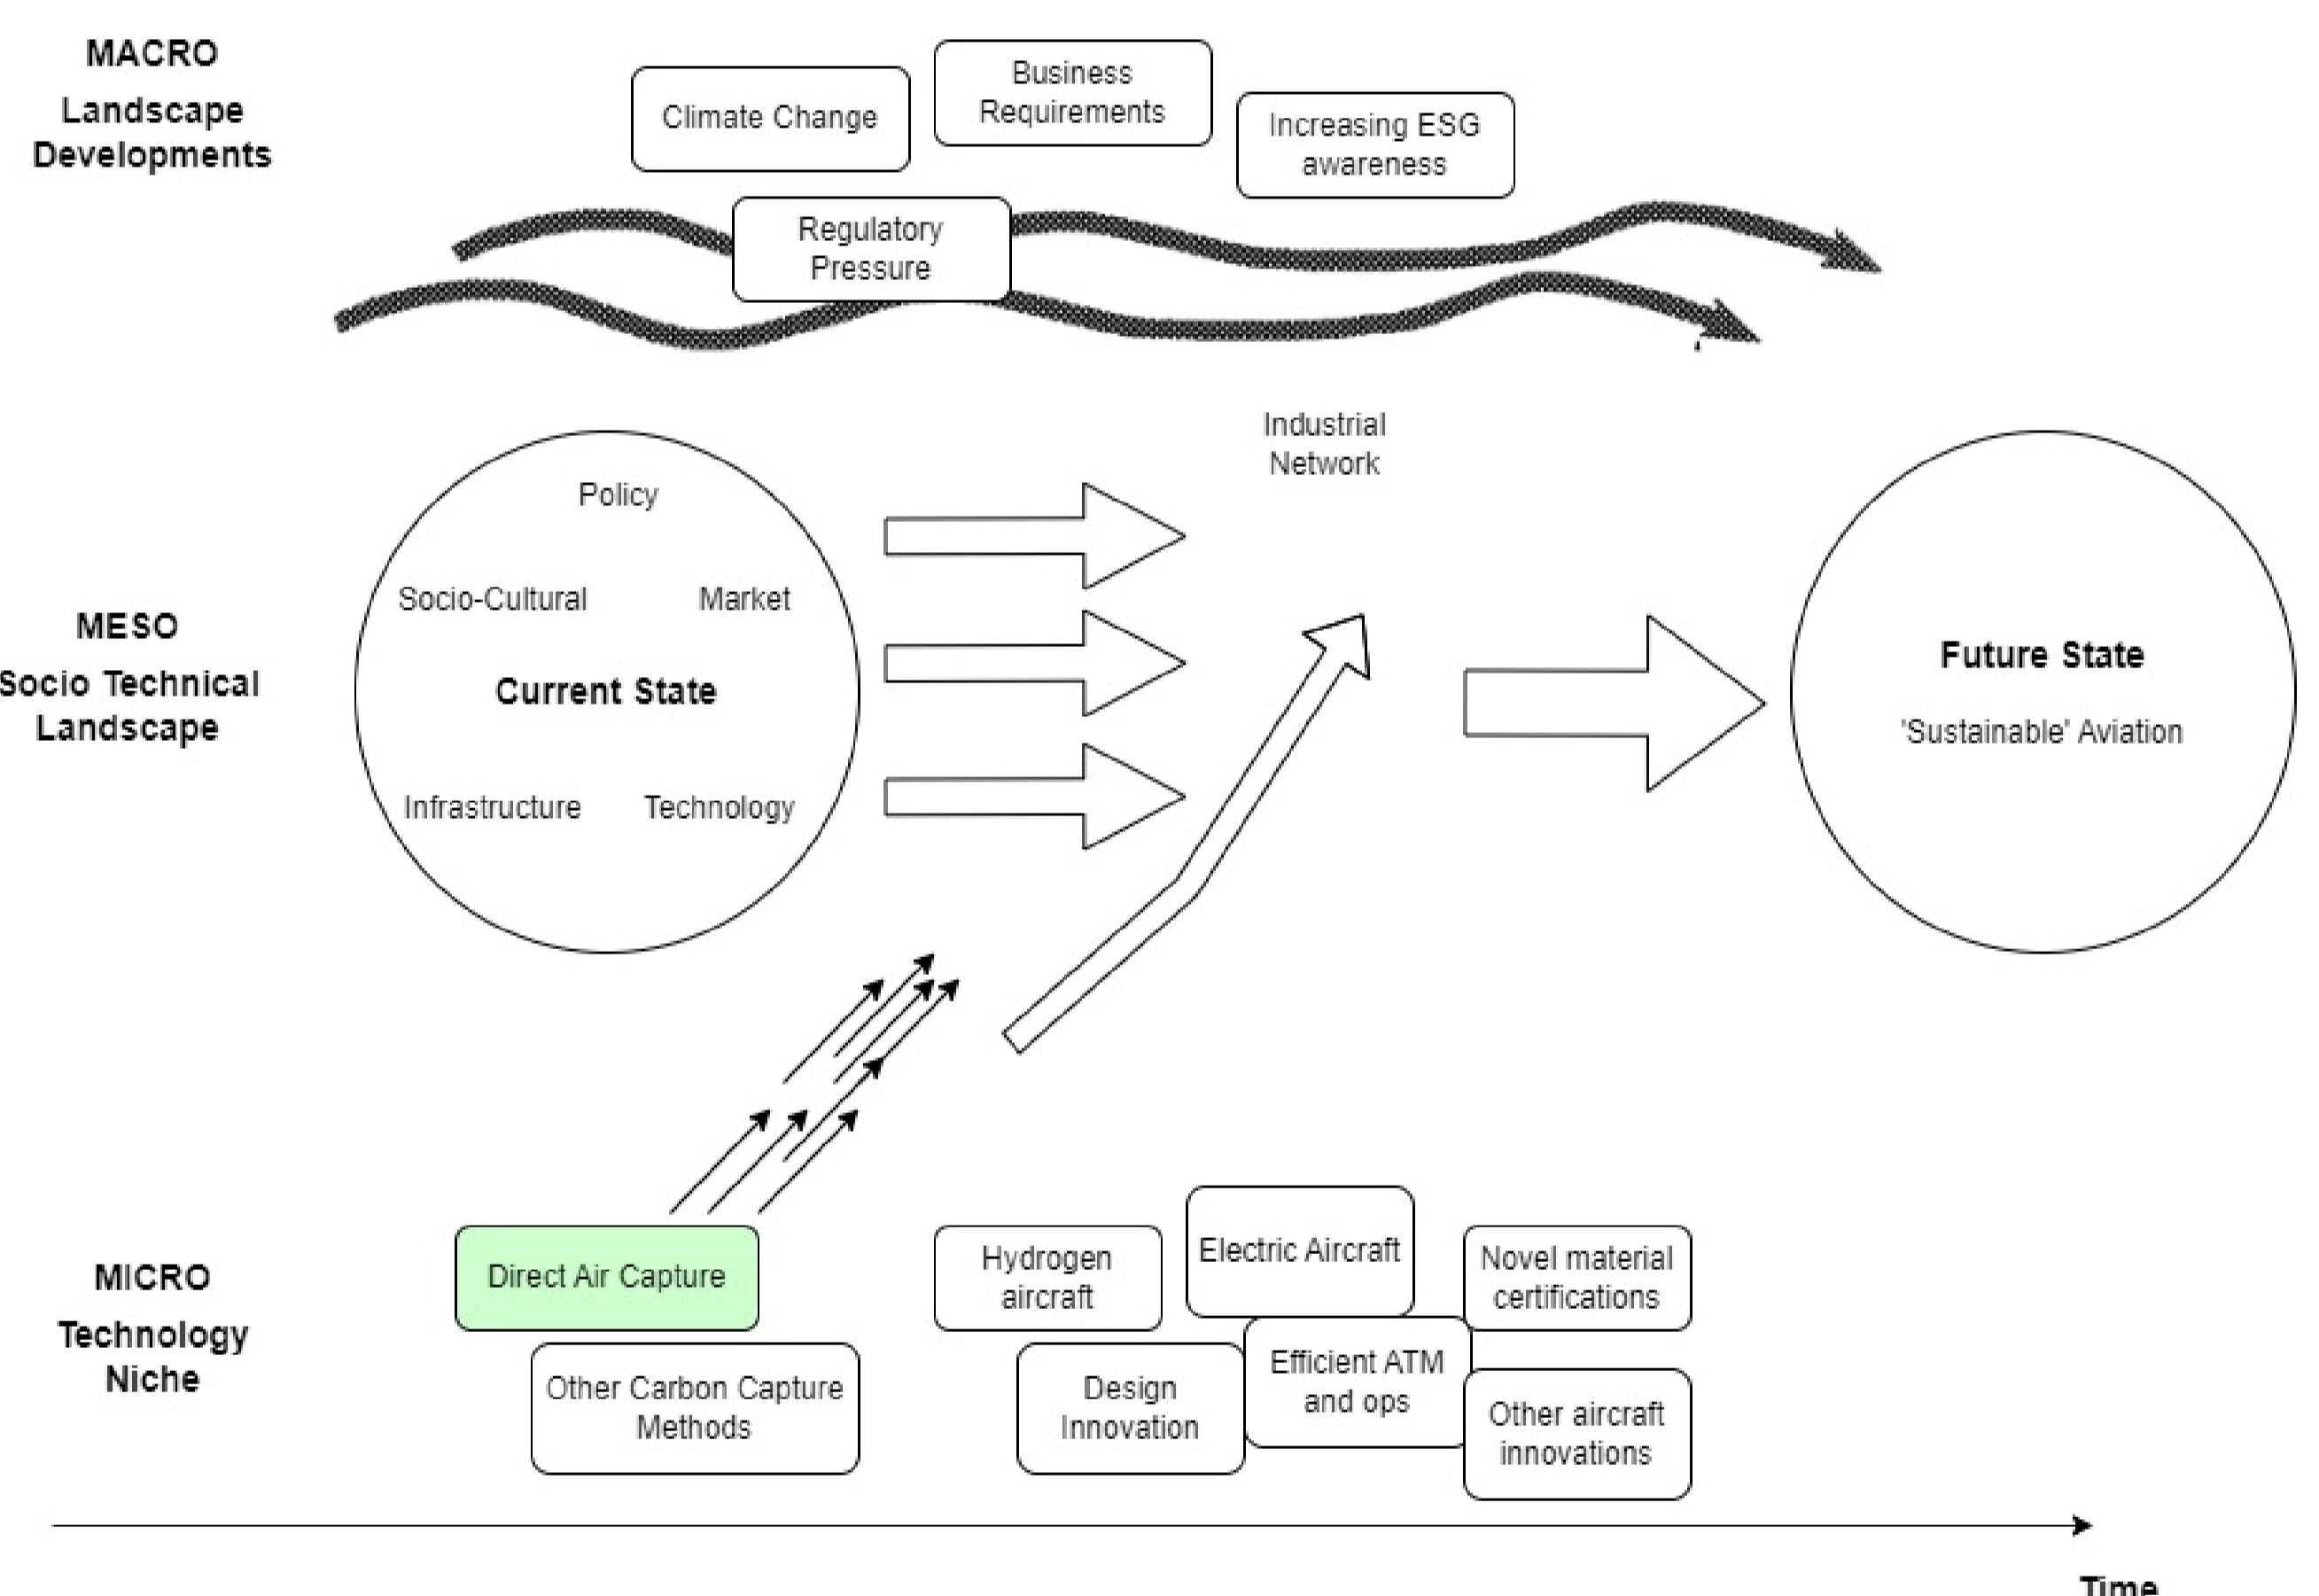 MACRO
Landscape
Developments
Climate Change
Business
Requirements
Increasing ESG
awareness
Regulatory
Pressure
Industrial
Network
MESO
Socio Technical
Landscape
Policy
Socio-Cultural
Market
Current State
Infrastructure
Technology
Future State
'Sustainable' Aviation
MICRO
Technology
Niche
Direct Air Capture
Other Carbon Capture
Methods
Hydrogen
aircraft
Electric Aircraft
Novel material
certifications
Design
Innovation
Efficient ATM
and ops
Other aircraft
innovations
Time